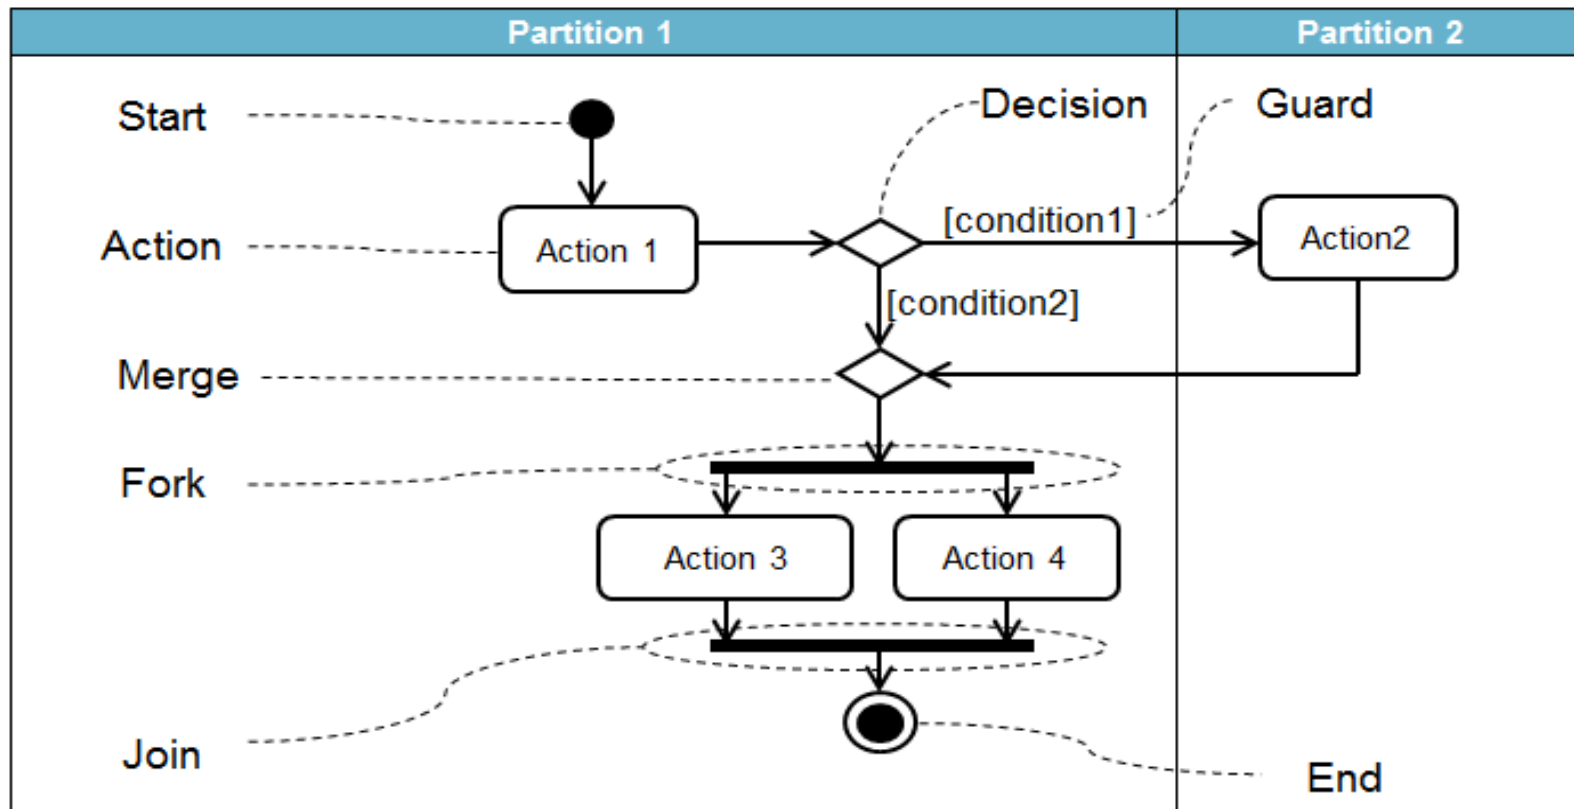 Partition 1
Partition 2
Start
Decision
Guard
Action
Action 1
[condition1]
Action2
[condition2]
Merge
Fork
Action 3
Action 4
Join
End